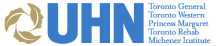 UHN
Toronto General
Toronto Western
Princess Margaret
Toronto Rehab
Michener Institute